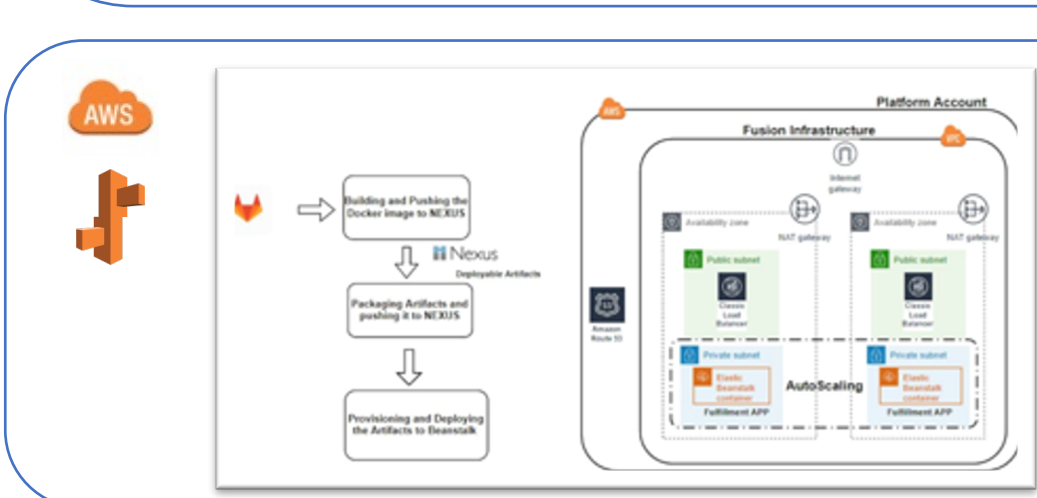 AWS
Building and Pushing the
Docker image to NEXUS
Nexus
Deployable Artifacts
Packaging Artifacts and
pushing it to NEXUS
Provisioning and Deploying
the Artifacts to Beanstalk
Platform Account
AWS
Fusion Infrastructure
VPC
Internet
gateway
Availability zone
NAT gateway
Availability zone
NAT gateway
Public subnet
Classic
Load
Balancer
Public subnet
Classic
Load
Balancer
Amazon
Route 53
Private subnet
Elastic
Beanstalk
container
Fulfillment APP
AutoScaling
Private subnet
Elastic
Beanstalk
container
Fulfillment APP